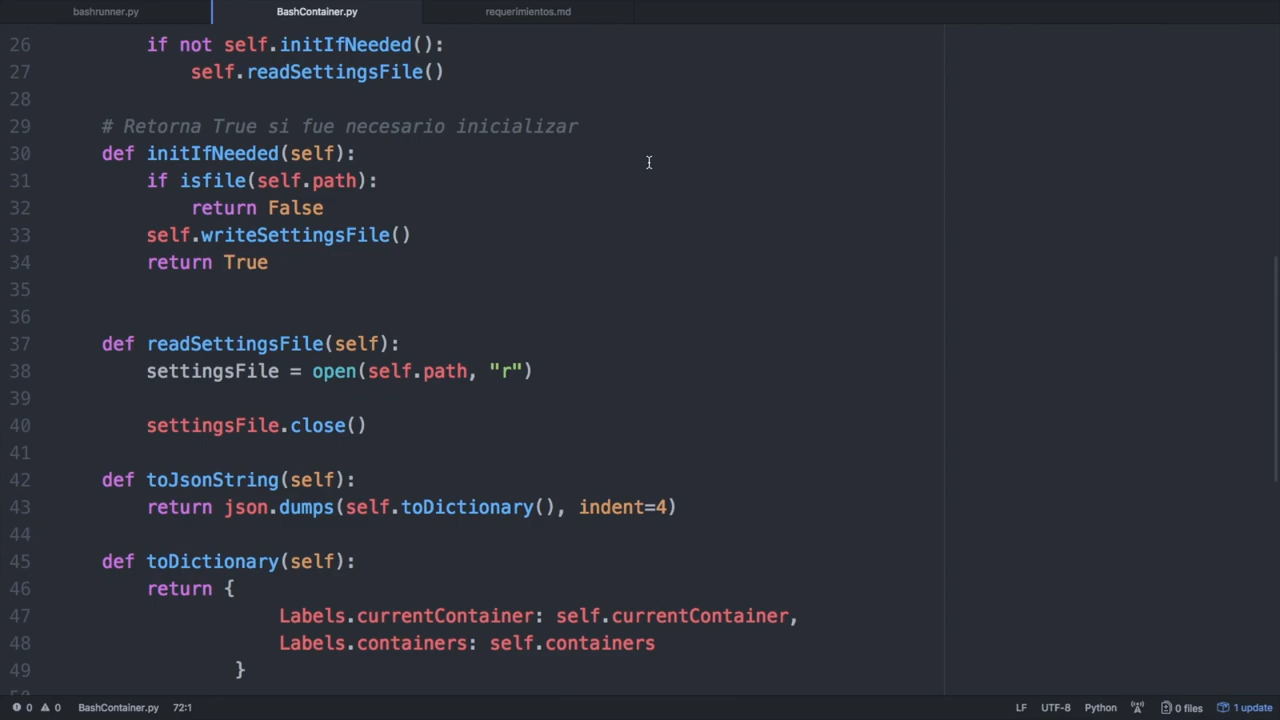 bashrunner.py BashContainer.py requerimientos.md
26 if not self.initIfNeeded():
27 self.readSettingsFile()
28
29 # Retorna True si fue necesario inicializar
30 def initIfNeeded(self):
31 if isfile(self.path):
32 return False
33 self.writeSettingsFile()
34 return True
35
36
37 def readSettingsFile(self):
38 settingsFile = open(self.path, "r")
39
40 settingsFile.close()
41
42 def toJsonString(self):
43 return json.dumps(self.toDictionary(), indent=4)
44
45 def toDictionary(self):
46 return {
47 Labels.currentContainer: self.currentContainer,
48 Labels.containers: self.containers
49 }
0 0 BashContainer.py 72:1 LF UTF-8 Python 0 files 1 update